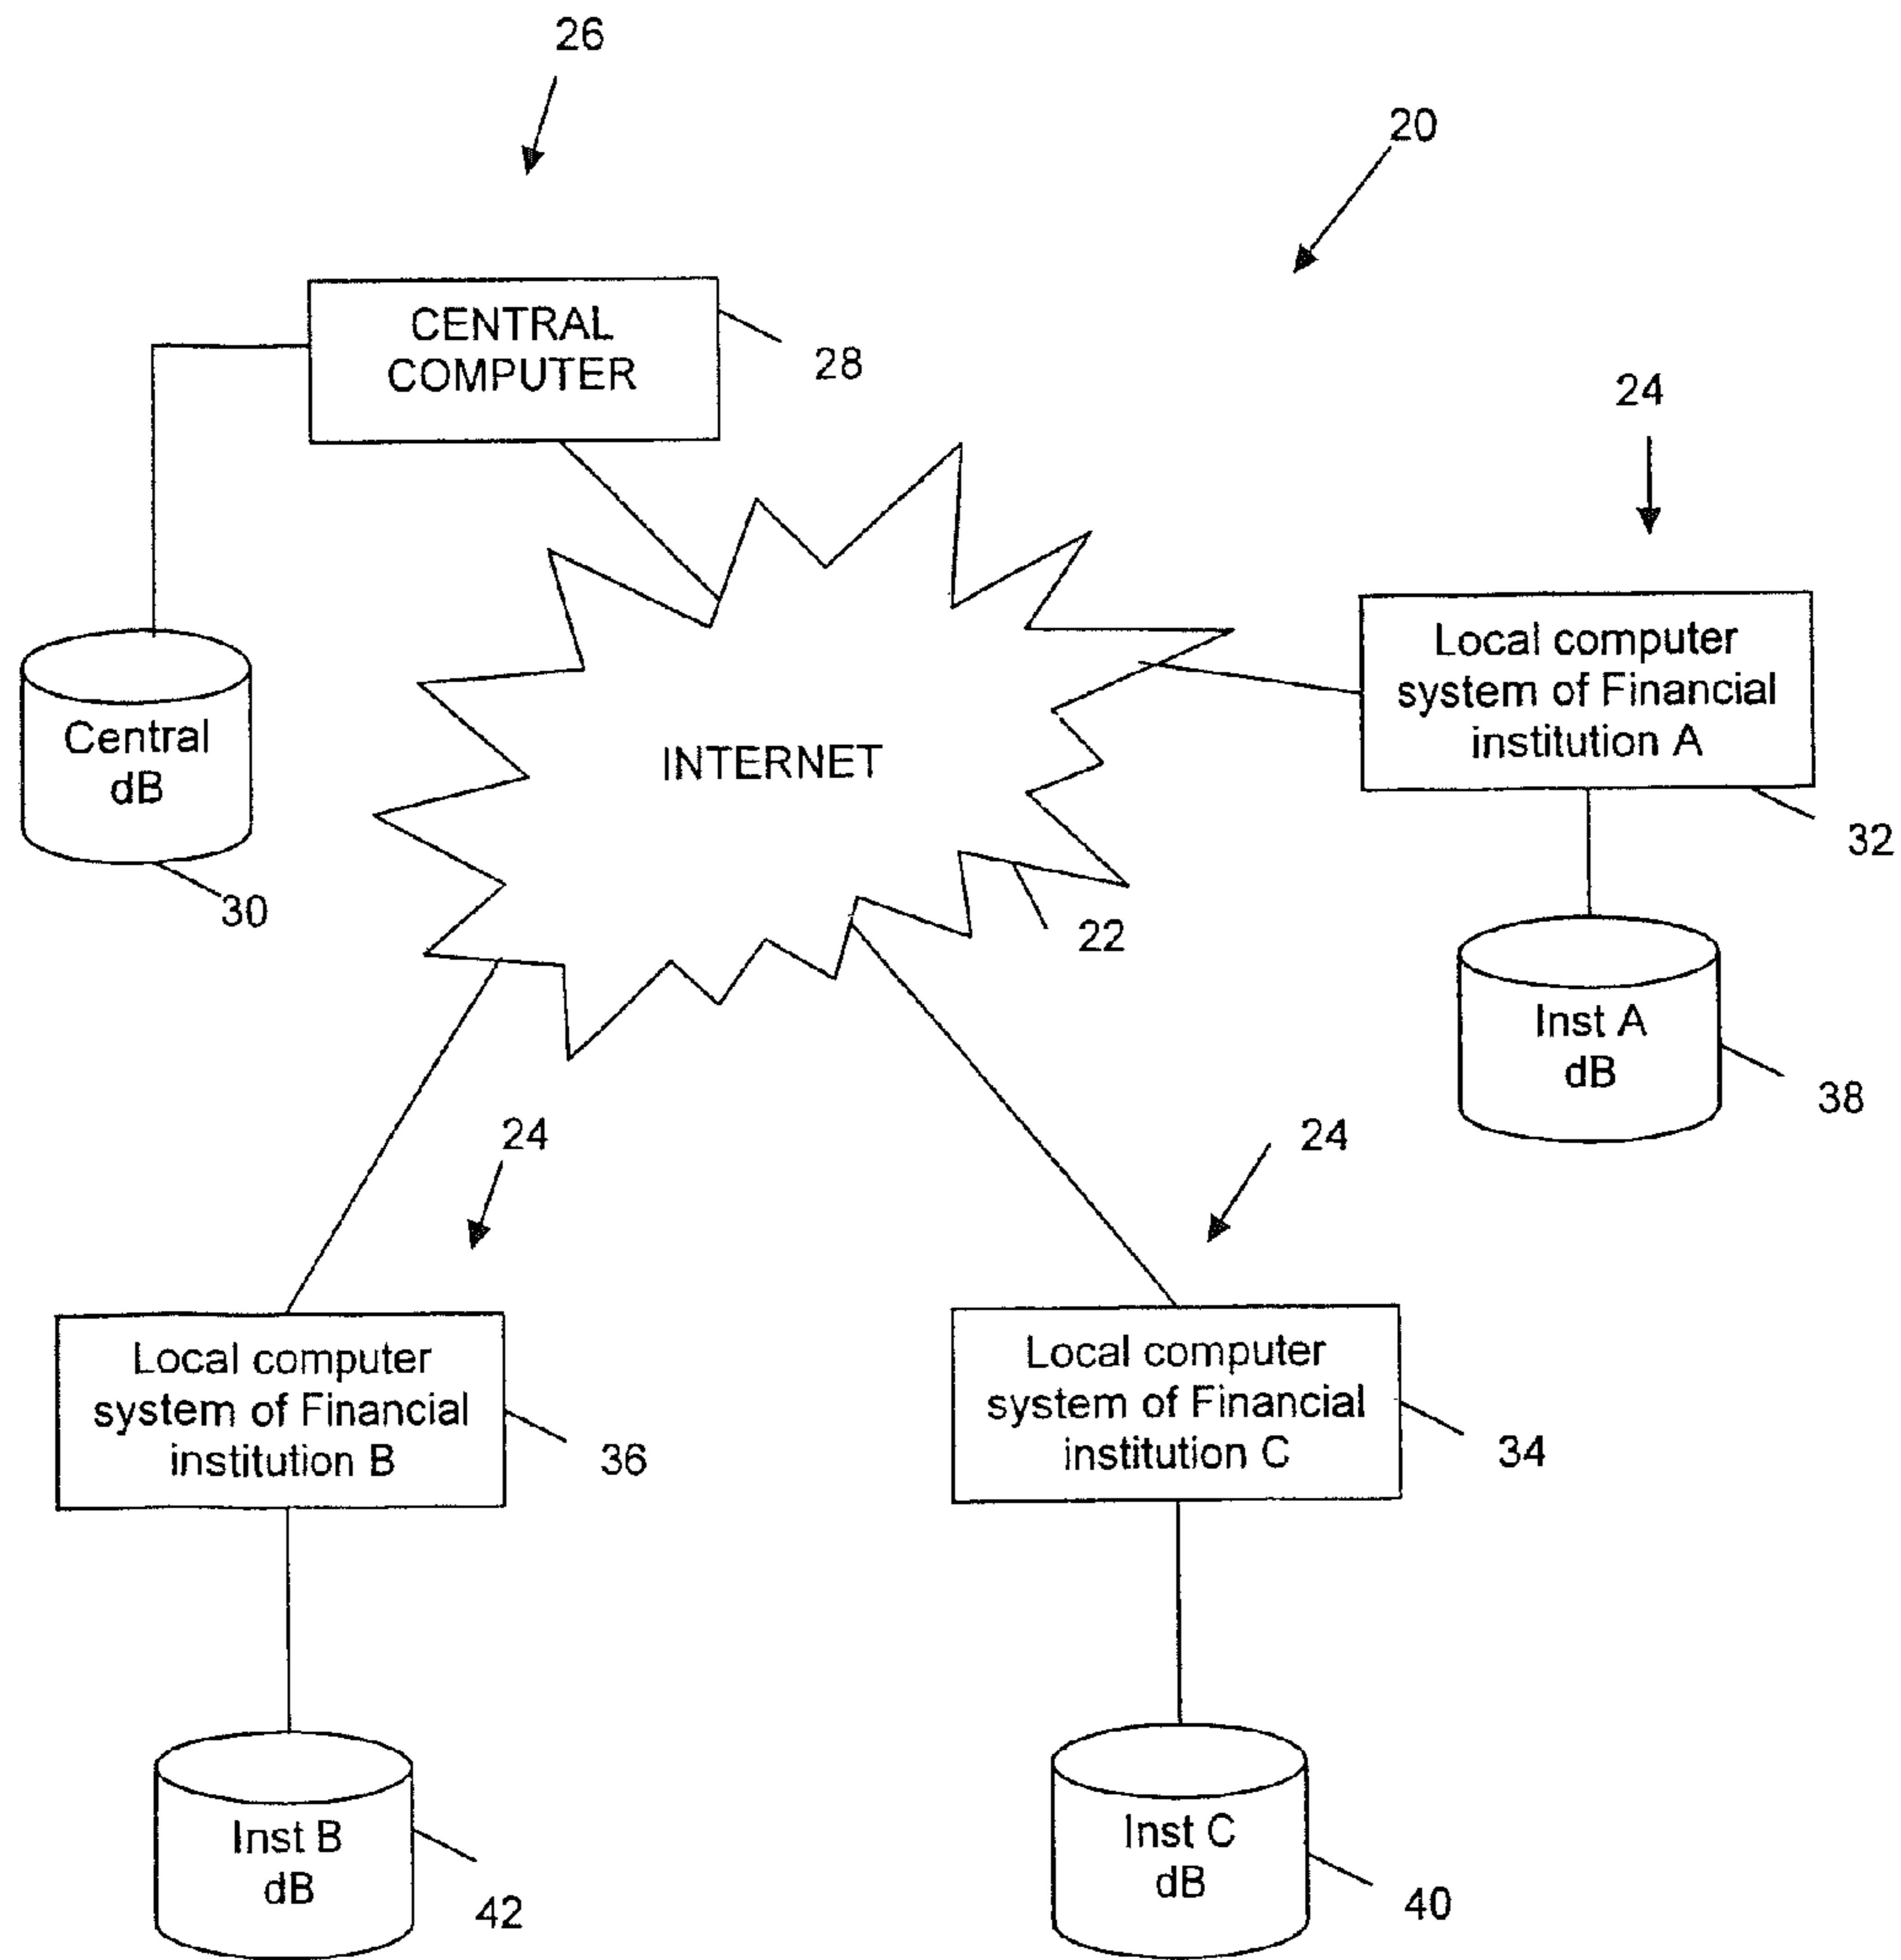 26
20
CENTRAL
COMPUTER
28
24
Local computer
system of Financial
institution A
32
Central
dB
30
INTERNET
22
Inst A
dB
38
24
24
Local computer
system of Financial
institution B
36
Local computer
system of Financial
institution C
34
Inst B
dB
42
Inst C
dB
40